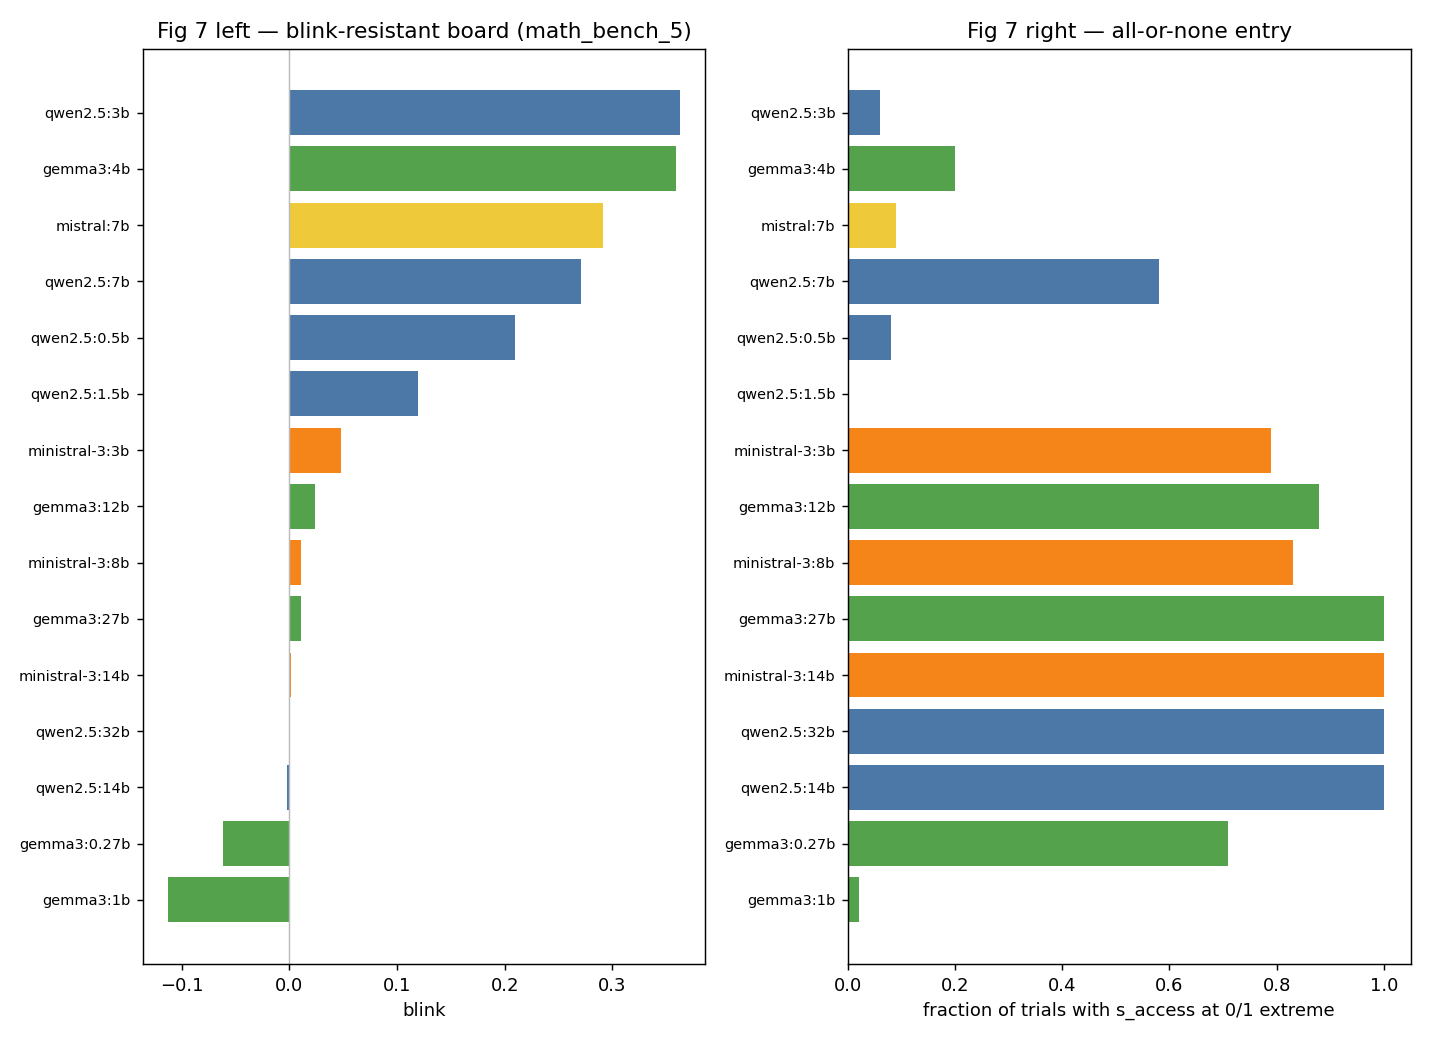 Fig 7 left — blink-resistant board (math_bench_5)
qwen2.5:3b
gemma3:4b
mistral:7b
qwen2.5:7b
qwen2.5:0.5b
qwen2.5:1.5b
ministral-3:3b
gemma3:12b
ministral-3:8b
gemma3:27b
ministral-3:14b
qwen2.5:32b
qwen2.5:14b
gemma3:0.27b
gemma3:1b
−0.1 0.0 0.1 0.2 0.3
blink
Fig 7 right — all-or-none entry
qwen2.5:3b
gemma3:4b
mistral:7b
qwen2.5:7b
qwen2.5:0.5b
qwen2.5:1.5b
ministral-3:3b
gemma3:12b
ministral-3:8b
gemma3:27b
ministral-3:14b
qwen2.5:32b
qwen2.5:14b
gemma3:0.27b
gemma3:1b
0.0 0.2 0.4 0.6 0.8 1.0
fraction of trials with s_access at 0/1 extreme